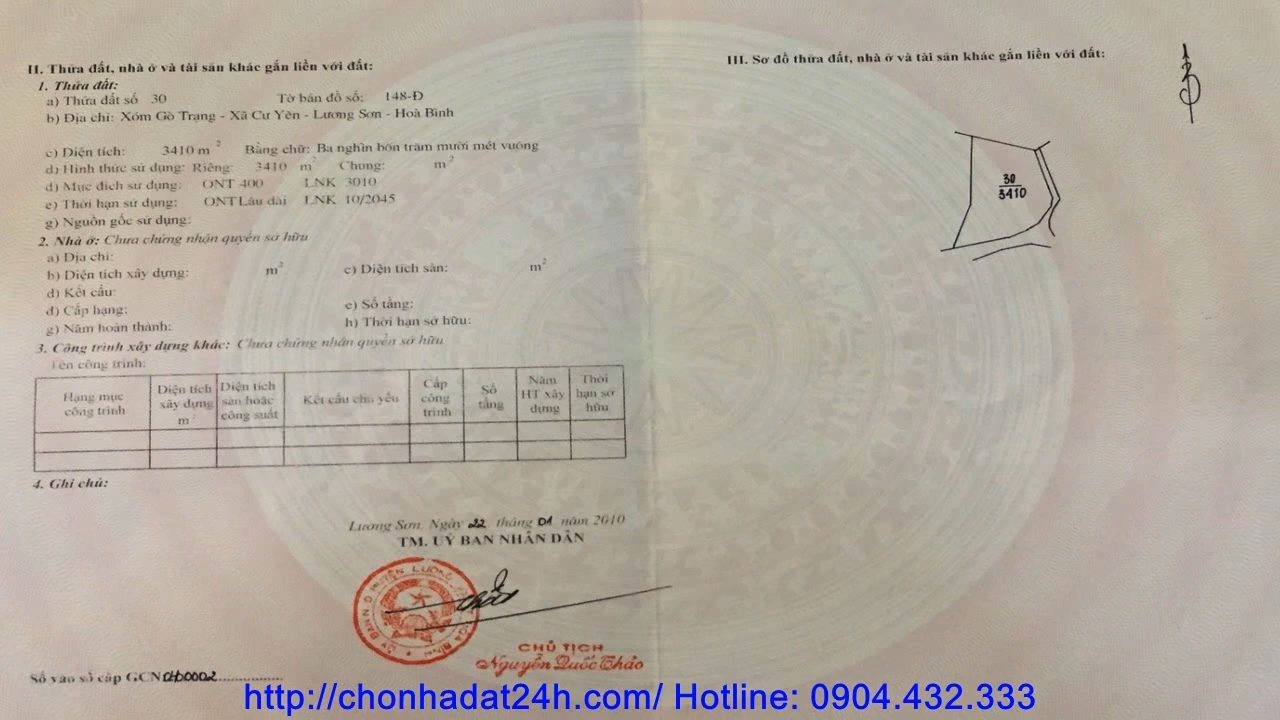 II. Thửa đất, nhà ở và tài sản khác gắn liền với đất:
1. Thửa đất:
a) Thửa đất số 30 Tờ bản đồ số: 148-Đ
b) Địa chỉ: Xóm Gò Trạng - Xã Cư Yên - Lương Sơn - Hoà Bình
c) Diện tích: 3410 m² Bằng chữ: Ba nghìn bốn trăm mười mét vuông
d) Hình thức sử dụng: Riêng: 3410 m² Chung: m²
đ) Mục đích sử dụng: ONT 400 LNK 3010
e) Thời hạn sử dụng: ONT Lâu dài LNK 10/2045
g) Nguồn gốc sử dụng:
2. Nhà ở: Chưa chứng nhận quyền sở hữu
a) Địa chỉ:
b) Diện tích xây dựng: m² c) Diện tích sàn: m²
d) Kết cấu:
đ) Cấp hạng: e) Số tầng:
g) Năm hoàn thành: h) Thời hạn sở hữu:
3. Công trình xây dựng khác: Chưa chứng nhận quyền sở hữu
Tên công trình:
Hạng mục công trình Diện tích xây dựng m² Diện tích sàn hoặc công suất Kết cấu chủ yếu Cấp công trình Số tầng Năm HT xây dựng Thời hạn sở hữu
4. Ghi chú:
Lương Sơn, Ngày 22 tháng 01 năm 2010
TM. UỶ BAN NHÂN DÂN
CHỦ TỊCH
Nguyễn Quốc Thảo
Số vào sổ cấp GCN CH00002
III. Sơ đồ thửa đất, nhà ở và tài sản khác gắn liền với đất:
30
3410
http://chonhadat24h.com/ Hotline: 0904.432.333